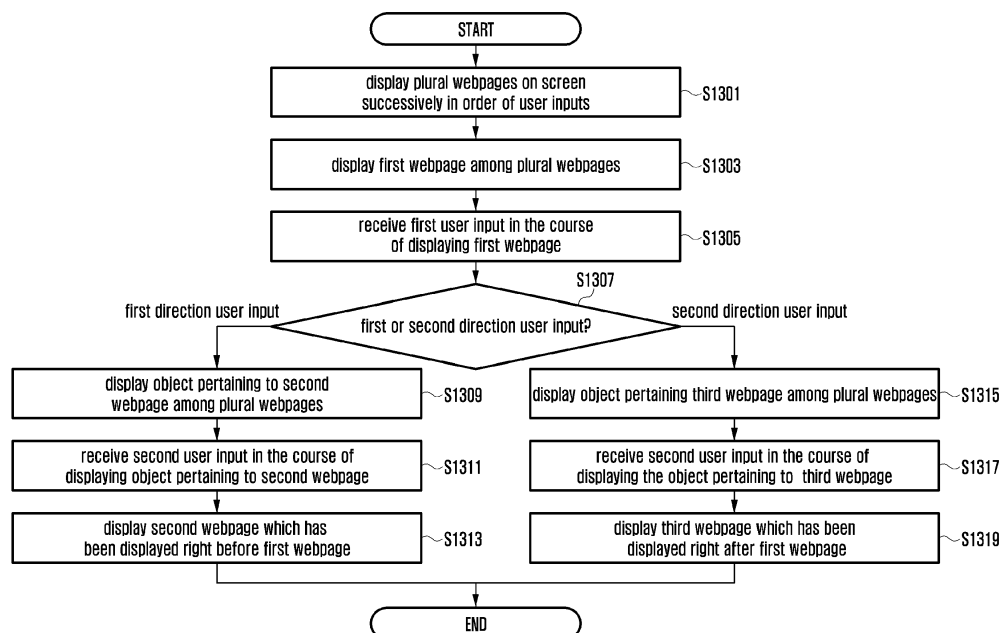 START
display plural webpages on screen
successively in order of user inputs
S1301
display first webpage among plural webpages
S1303
receive first user input in the course
of displaying first webpage
S1305
S1307
first direction user input
first or second direction user input?
second direction user input
display object pertaining to second
webpage among plural webpages
S1309
display object pertaining third webpage among plural webpages
S1315
receive second user input in the course of
displaying object pertaining to second webpage
S1311
receive second user input in the course of
displaying the object pertaining to third webpage
S1317
display second webpage which has
been displayed right before first webpage
S1313
display third webpage which has been
displayed right after first webpage
S1319
END